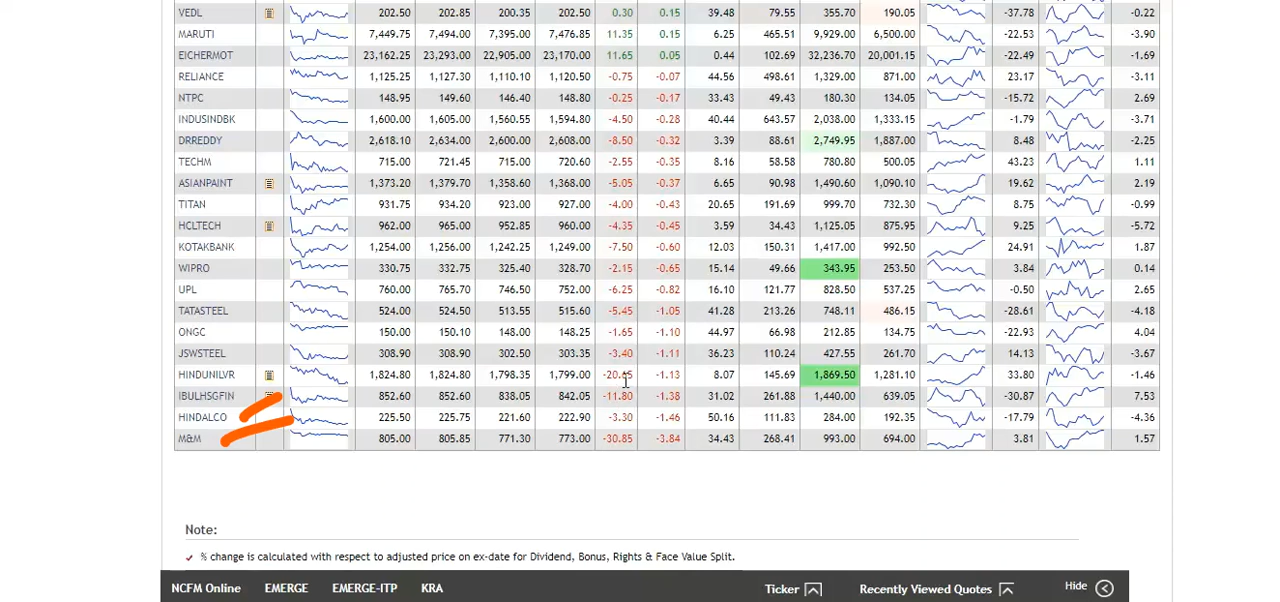 VEDL 202.50 202.85 200.35 202.50 0.30 0.15 39.48 79.55 355.70 190.05 -37.78 -0.22
MARUTI 7,449.75 7,494.00 7,395.00 7,476.85 11.35 0.15 6.25 465.51 9,929.00 6,500.00 -22.53 -3.90
EICHERMOT 23,162.25 23,293.00 22,905.00 23,170.00 11.65 0.05 0.44 102.69 32,236.70 20,001.15 -22.49 -1.69
RELIANCE 1,125.25 1,127.30 1,110.10 1,120.50 -0.75 -0.07 44.56 498.61 1,329.00 871.00 23.17 -3.11
NTPC 148.95 149.60 146.40 148.80 -0.25 -0.17 33.43 49.43 180.30 134.05 -15.72 2.69
INDUSINDBK 1,600.00 1,605.00 1,560.55 1,594.80 -4.50 -0.28 40.44 643.57 2,038.00 1,333.15 -1.79 -3.71
DRREDDY 2,618.10 2,634.00 2,600.00 2,608.00 -8.50 -0.32 3.39 88.61 2,749.95 1,887.00 8.48 -2.25
TECHM 715.00 721.45 715.00 720.60 -2.55 -0.35 8.16 58.58 780.80 500.05 43.23 1.11
ASIANPAINT 1,373.20 1,379.70 1,358.60 1,368.00 -5.05 -0.37 6.65 90.98 1,490.60 1,090.10 19.62 2.19
TITAN 931.75 934.20 923.00 927.00 -4.00 -0.43 20.65 191.69 999.70 732.30 8.75 -0.99
HCLTECH 962.00 965.00 952.85 960.00 -4.35 -0.45 3.59 34.43 1,125.05 875.95 9.25 -5.72
KOTAKBANK 1,254.00 1,256.00 1,242.25 1,249.00 -7.50 -0.60 12.03 150.31 1,417.00 992.50 24.91 1.87
WIPRO 330.75 332.75 325.40 328.70 -2.15 -0.65 15.14 49.66 343.95 253.50 3.84 0.14
UPL 760.00 765.70 746.50 752.00 -6.25 -0.82 16.10 121.77 828.50 537.25 -0.50 2.65
TATASTEEL 524.00 524.50 513.55 515.60 -5.45 -1.05 41.28 213.26 748.11 486.15 -28.61 -4.18
ONGC 150.00 150.10 148.00 148.25 -1.65 -1.10 44.97 66.98 212.85 134.75 -22.93 4.04
JSWSTEEL 308.90 308.90 302.50 303.35 -3.40 -1.11 36.23 110.24 427.55 261.70 14.13 -3.67
HINDUNILVR 1,824.80 1,824.80 1,798.35 1,799.00 -1.13 8.07 145.69 1,869.50 1,281.10 33.80 -1.46
IBULHSGFIN 852.60 852.60 838.05 842.05 -11.80 -1.38 31.02 261.88 1,440.00 639.05 -30.87 7.53
HINDALCO 225.50 225.75 221.60 222.90 -3.30 -1.46 50.16 111.83 284.00 192.35 -17.79 -4.36
M&M 805.00 805.85 771.30 773.00 -30.85 -3.84 34.43 268.41 993.00 694.00 3.81 1.57
Note:
% change is calculated with respect to adjusted price on ex-date for Dividend, Bonus, Rights & Face Value Split.
NCFM Online EMERGE EMERGE-ITP KRA Ticker Recently Viewed Quotes Hide